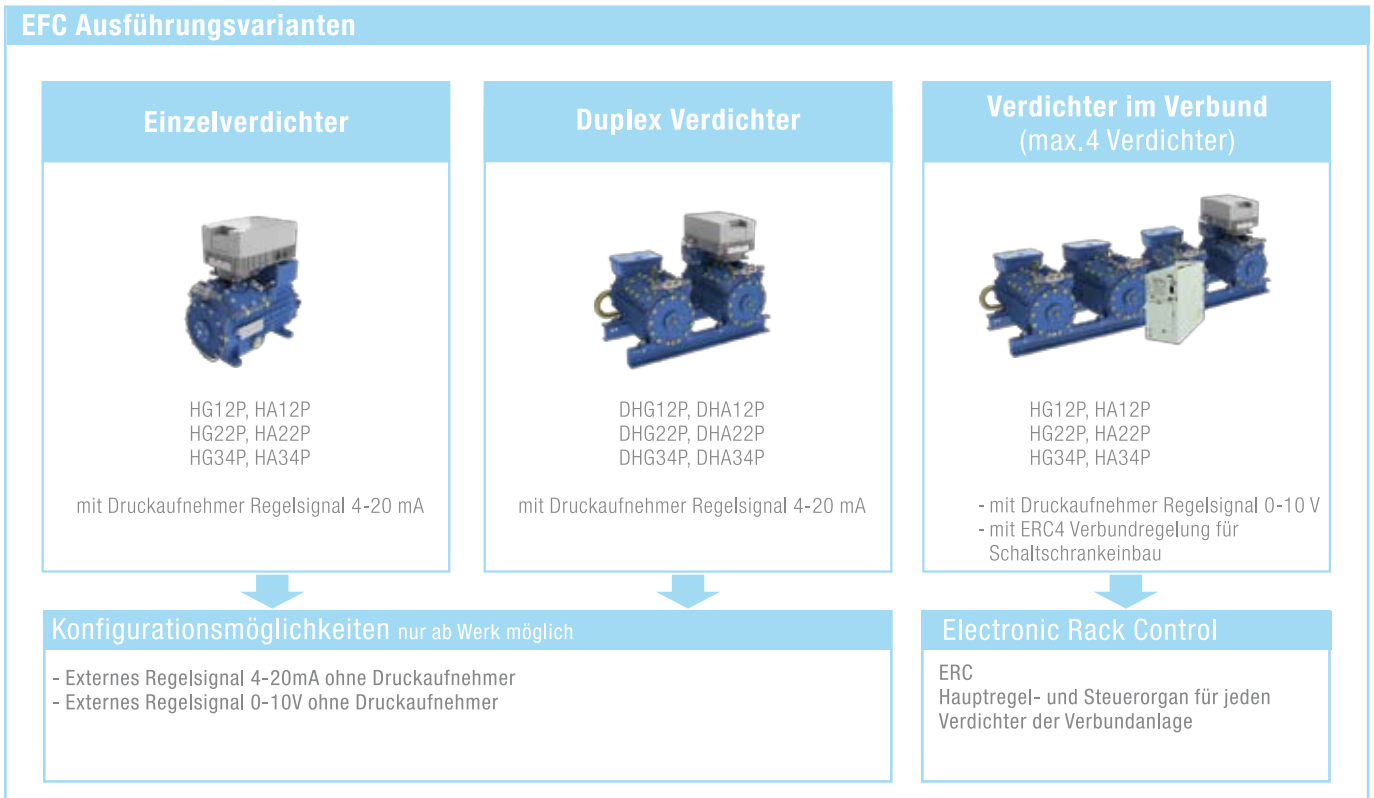 EFC Ausführungsvarianten
Einzelverdichter
HG12P, HA12P
HG22P, HA22P
HG34P, HA34P
mit Druckaufnehmer Regelsignal 4-20 mA
Duplex Verdichter
DHG12P, DHA12P
DHG22P, DHA22P
DHG34P, DHA34P
mit Druckaufnehmer Regelsignal 4-20 mA
Verdichter im Verbund
(max.4 Verdichter)
HG12P, HA12P
HG22P, HA22P
HG34P, HA34P
- mit Druckaufnehmer Regelsignal 0-10 V
- mit ERC4 Verbundregelung für
Schaltschrankeinbau
Konfigurationsmöglichkeiten nur ab Werk möglich
- Externes Regelsignal 4-20mA ohne Druckaufnehmer
- Externes Regelsignal 0-10V ohne Druckaufnehmer
Electronic Rack Control
ERC
Hauptregel- und Steuerorgan für jeden
Verdichter der Verbundanlage